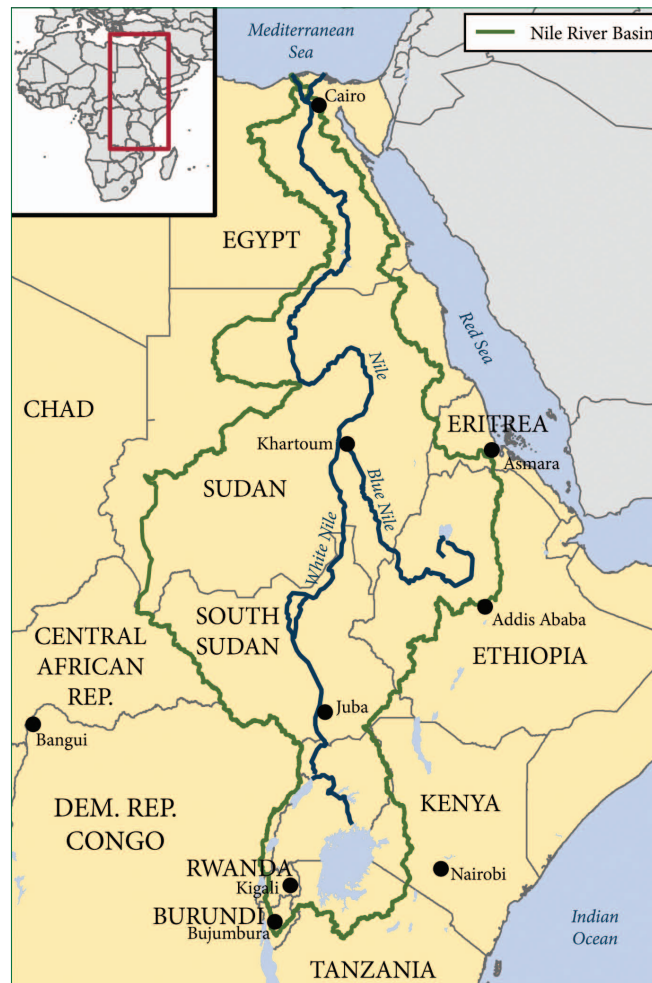 Mediterranean
Sea
Nile River Basin
Cairo
EGYPT
Red Sea
Nile
CHAD
ERITREA
Khartoum
Asmara
SUDAN
Blue Nile
White Nile
SOUTH
SUDAN
Addis Ababa
CENTRAL
AFRICAN
REP.
ETHIOPIA
Juba
Bangui
DEM. REP.
CONGO
KENYA
RWANDA
Kigali
Nairobi
BURUNDI
Bujumbura
Indian
Ocean
TANZANIA